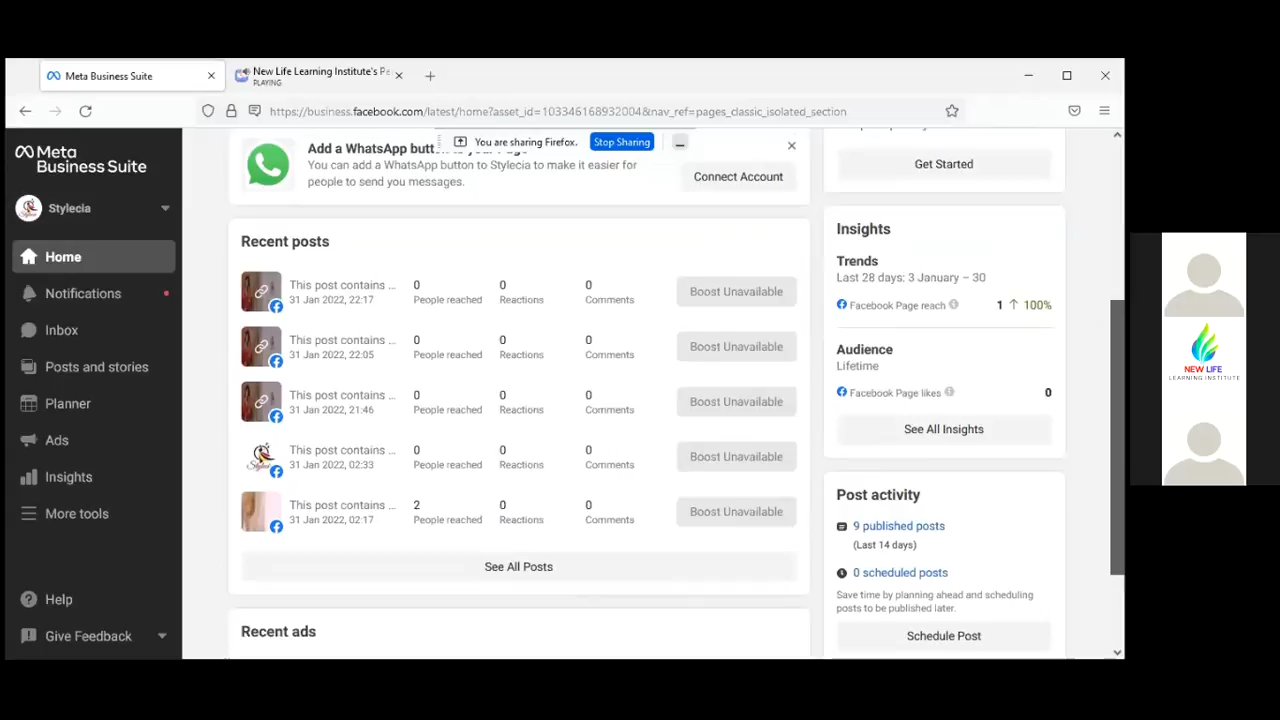 Meta Business Suite
New Life Learning Institute's Pe
PLAYING
https://business.facebook.com/latest/home?asset_id=103346168932004&nav_ref=pages_classic_isolated_section
You are sharing Firefox.
Stop Sharing
Meta
Business Suite
Stylecia
Home
Notifications
Inbox
Posts and stories
Planner
Ads
Insights
More tools
Help
Give Feedback
Add a WhatsApp button to your Page
You can add a WhatsApp button to Stylecia to make it easier for
people to send you messages.
Connect Account
Recent posts
This post contains ... 0 0 0 Boost Unavailable
31 Jan 2022, 22:17 People reached Reactions Comments
This post contains ... 0 0 0 Boost Unavailable
31 Jan 2022, 22:05 People reached Reactions Comments
This post contains ... 0 0 0 Boost Unavailable
31 Jan 2022, 21:46 People reached Reactions Comments
This post contains ... 0 0 0 Boost Unavailable
31 Jan 2022, 02:33 People reached Reactions Comments
This post contains ... 2 0 0 Boost Unavailable
31 Jan 2022, 02:17 People reached Reactions Comments
See All Posts
Recent ads
Get Started
Insights
Trends
Last 28 days: 3 January – 30
Facebook Page reach 1 ↑ 100%
Audience
Lifetime
Facebook Page likes 0
See All Insights
Post activity
9 published posts
(Last 14 days)
0 scheduled posts
Save time by planning ahead and scheduling
posts to be published later.
Schedule Post
NEW LIFE
LEARNING INSTITUTE